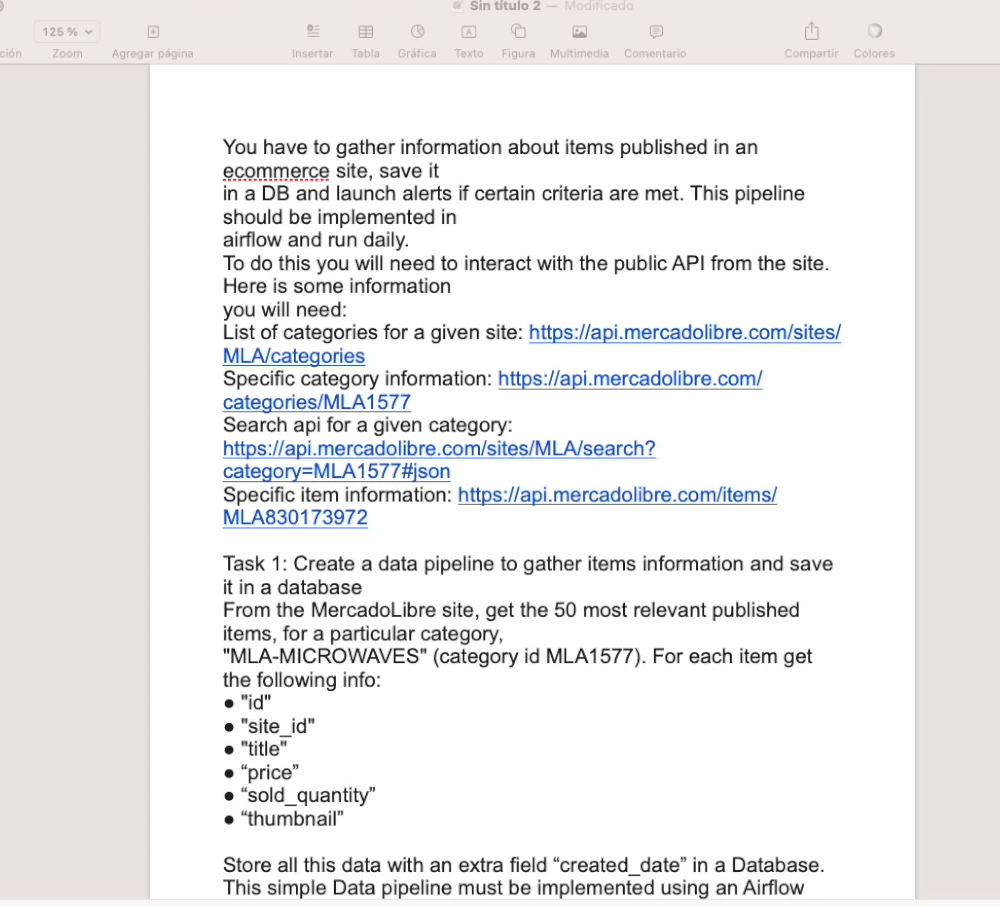 Sin título 2 — Modificado
125 %
ción Zoom Agregar página Insertar Tabla Gráfica Texto Figura Multimedia Comentario Compartir Colores
You have to gather information about items published in an
ecommerce site, save it
in a DB and launch alerts if certain criteria are met. This pipeline
should be implemented in
airflow and run daily.
To do this you will need to interact with the public API from the site.
Here is some information
you will need:
List of categories for a given site: https://api.mercadolibre.com/sites/
MLA/categories
Specific category information: https://api.mercadolibre.com/
categories/MLA1577
Search api for a given category:
https://api.mercadolibre.com/sites/MLA/search?
category=MLA1577#json
Specific item information: https://api.mercadolibre.com/items/
MLA830173972
Task 1: Create a data pipeline to gather items information and save
it in a database
From the MercadoLibre site, get the 50 most relevant published
items, for a particular category,
"MLA-MICROWAVES" (category id MLA1577). For each item get
the following info:
● "id"
● "site_id"
● "title"
● “price”
● “sold_quantity”
● “thumbnail”
Store all this data with an extra field “created_date” in a Database.
This simple Data pipeline must be implemented using an Airflow